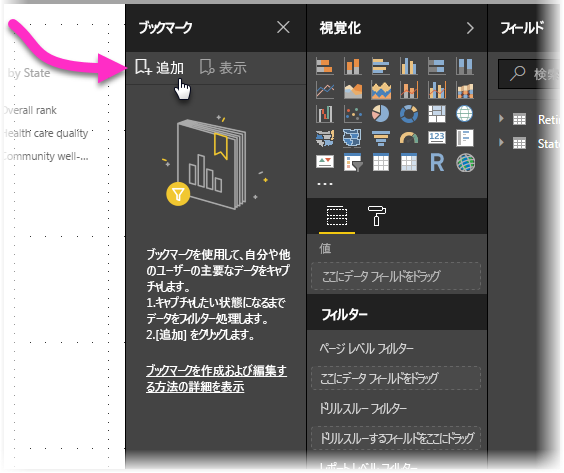 by State
Overall rank
Health care quality
Community well-...
ブックマーク
追加
表示
ブックマークを使用して、自分や他
のユーザーの主要なデータをキャプ
チャします。
1.キャプチャしたい状態になるまで
データをフィルター処理します。
2.[追加] をクリックします。
ブックマークを作成および編集す
る方法の詳細を表示
視覚化
123
R
...
値
ここにデータ フィールドをドラッグ
フィルター
ページ レベル フィルター
ここにデータ フィールドをドラッグ
ドリルスルー フィルター
ドリルスルーするフィールドをここにドラッグ
レポート レベル フィルター
フィールド
検索
Reti
State